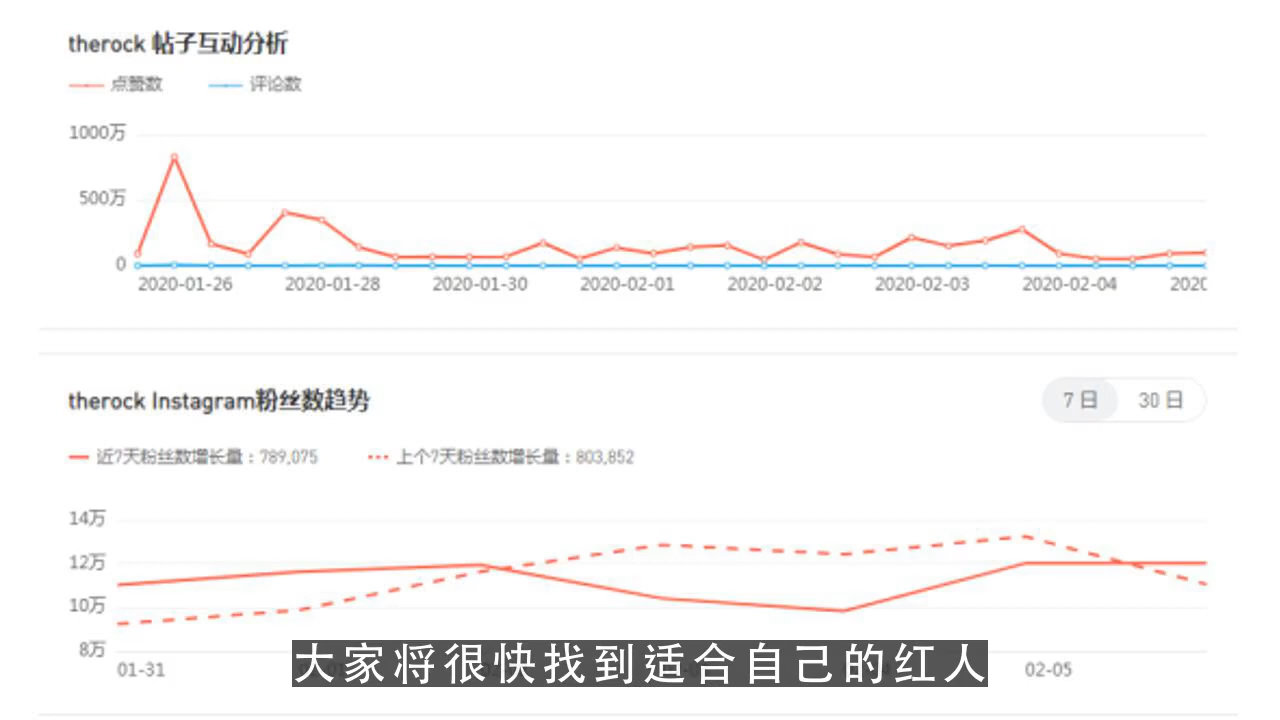 therock 帖子互动分析
点赞数 评论数
1000万
500万
0
2020-01-26 2020-01-28 2020-01-30 2020-02-01 2020-02-02 2020-02-03 2020-02-04
therock Instagram粉丝数趋势
7 日 30 日
近7天粉丝数增长量：789,075 上个7天粉丝数增长量：803,852
14万
12万
10万
8万
01-31 02-05
大家将很快找到适合自己的红人